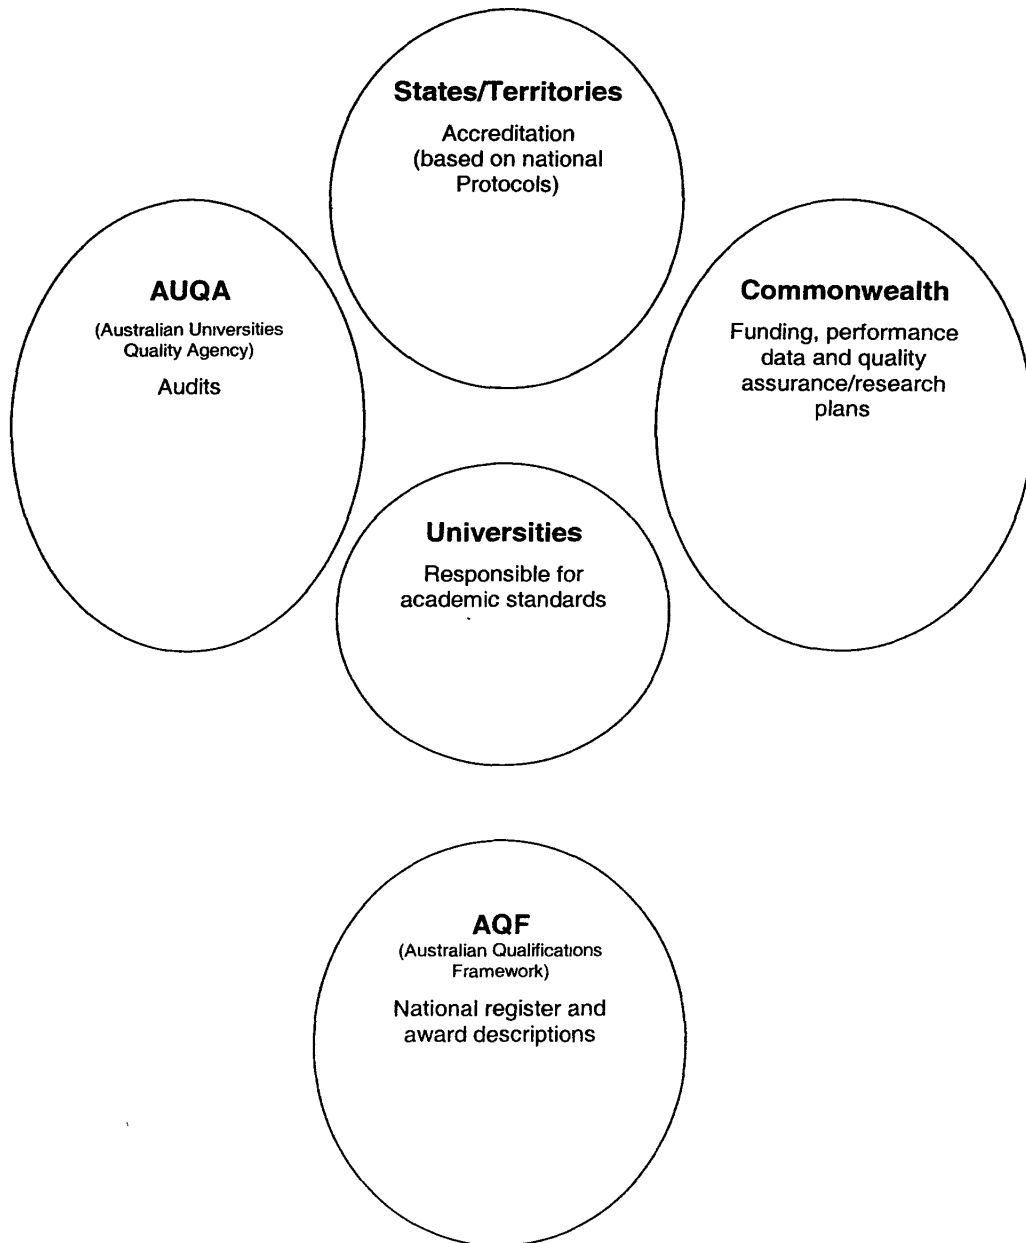 States/Territories
Accreditation
(based on national
Protocols)
AUQA
(Australian Universities
Quality Agency)
Audits
Commonwealth
Funding, performance
data and quality
assurance/research
plans
Universities
Responsible for
academic standards
AQF
(Australian Qualifications
Framework)
National register and
award descriptions